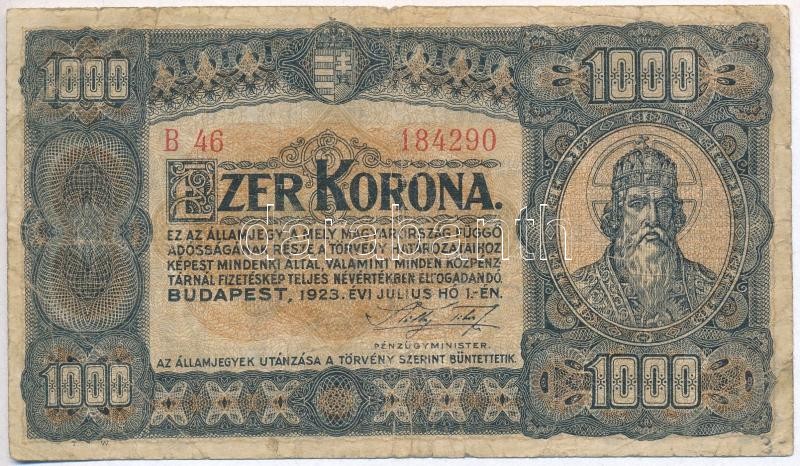 1000
1000
B 46 184290
EZER KORONA.
EZ AZ ÁLLAMJEGY, A MELY MAGYARORSZÁG FÜGGŐ
ADÓSSÁGÁNAK RÉSZE A TÖRVÉNY HATÁROZATAIHOZ
KÉPEST MINDENKI ÁLTAL, VALAMINT MINDEN KÖZPÉNZ-
TÁRNÁL FIZETÉSKÉP TELJES NÉVÉRTÉKBEN ELFOGADANDÓ.
BUDAPEST, 1923. ÉVI JULIUS HÓ 1.-ÉN.
PÉNZÜGYMINISTER.
AZ ÁLLAMJEGYEK UTÁNZÁSA A TÖRVÉNY SZERINT BÜNTETTETIK.
1000
1000